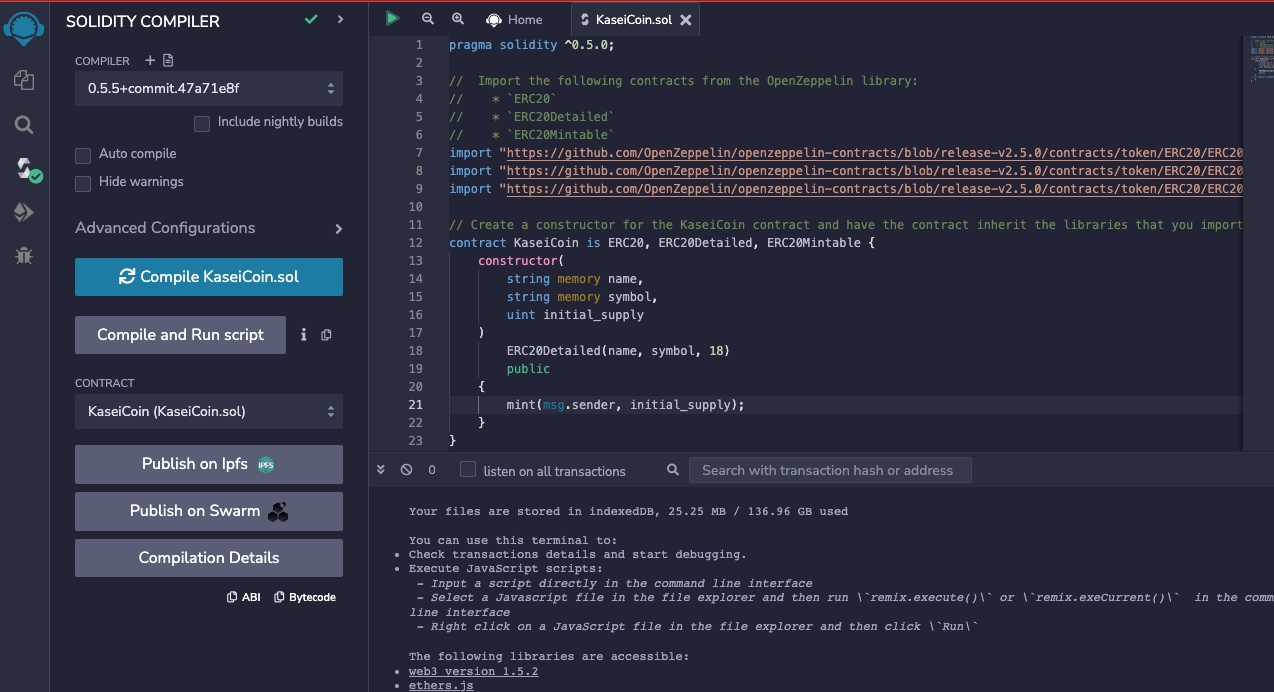 SOLIDITY COMPILER
COMPILER
0.5.5+commit.47a71e8f
Include nightly builds
Auto compile
Hide warnings
Advanced Configurations
Compile KaseiCoin.sol
Compile and Run script
CONTRACT
KaseiCoin (KaseiCoin.sol)
Publish on Ipfs IPFS
Publish on Swarm
Compilation Details
ABI Bytecode
Home KaseiCoin.sol
1 pragma solidity ^0.5.0;
2
3 //  Import the following contracts from the OpenZeppelin library:
4 //    * `ERC20`
5 //    * `ERC20Detailed`
6 //    * `ERC20Mintable`
7 import "https://github.com/OpenZeppelin/openzeppelin-contracts/blob/release-v2.5.0/contracts/token/ERC20/ERC20
8 import "https://github.com/OpenZeppelin/openzeppelin-contracts/blob/release-v2.5.0/contracts/token/ERC20/ERC20
9 import "https://github.com/OpenZeppelin/openzeppelin-contracts/blob/release-v2.5.0/contracts/token/ERC20/ERC20
10
11 // Create a constructor for the KaseiCoin contract and have the contract inherit the libraries that you import
12 contract KaseiCoin is ERC20, ERC20Detailed, ERC20Mintable {
13     constructor(
14         string memory name,
15         string memory symbol,
16         uint initial_supply
17     )
18         ERC20Detailed(name, symbol, 18)
19         public
20     {
21         mint(msg.sender, initial_supply);
22     }
23 }
0 listen on all transactions Search with transaction hash or address
Your files are stored in indexedDB, 25.25 MB / 136.96 GB used
You can use this terminal to:
• Check transactions details and start debugging.
• Execute JavaScript scripts:
- Input a script directly in the command line interface
- Select a Javascript file in the file explorer and then run \`remix.execute()\` or \`remix.exeCurrent()\`  in the comm
line interface
- Right click on a JavaScript file in the file explorer and then click \`Run\`
The following libraries are accessible:
• web3 version 1.5.2
• ethers.js